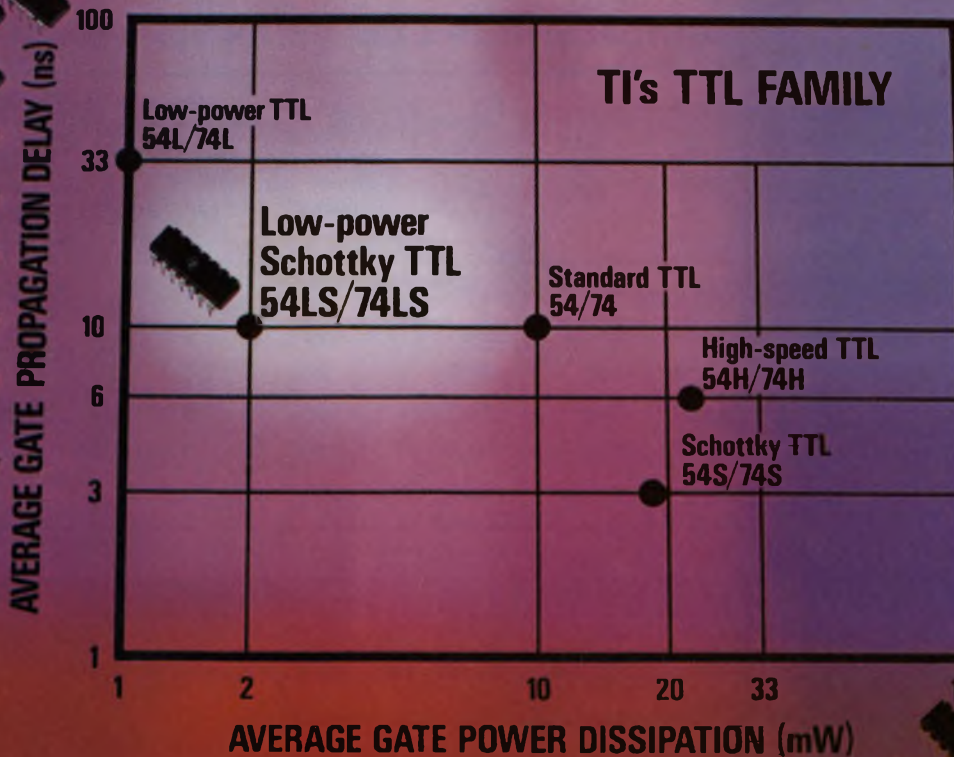 100
AVERAGE GATE PROPAGATION DELAY (ns)
TI's TTL FAMILY
Low-power TTL
54L/74L
33
Low-power
Schottky TTL
54LS/74LS
Standard TTL
54/74
10
High-speed TTL
54H/74H
6
Schottky TTL
54S/74S
3
1
1 2 10 20 33
AVERAGE GATE POWER DISSIPATION (mW)